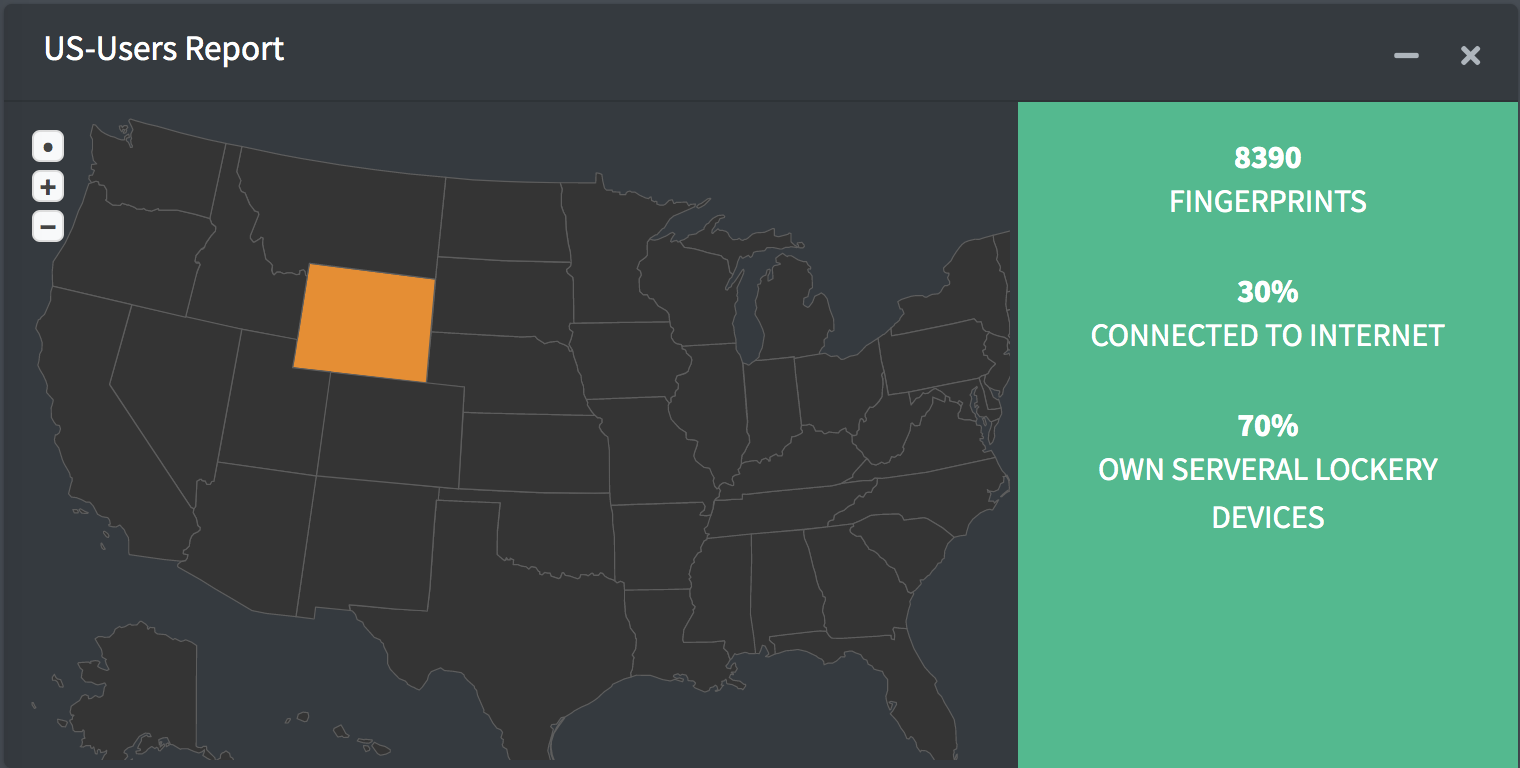 US-Users Report
8390
FINGERPRINTS
30%
CONNECTED TO INTERNET
70%
OWN SERVERAL LOCKERY
DEVICES